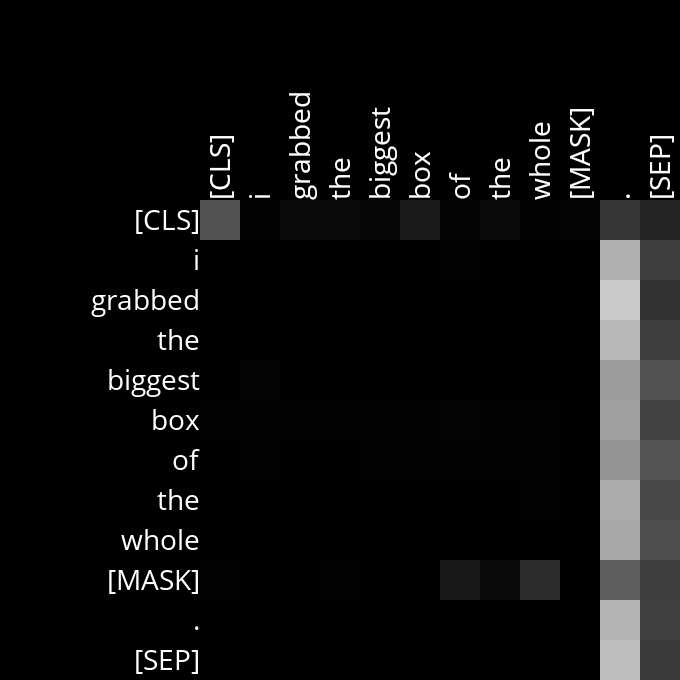 [CLS] i grabbed the biggest box of the whole [MASK] . [SEP]
[CLS]
i
grabbed
the
biggest
box
of
the
whole
[MASK]
.
[SEP]